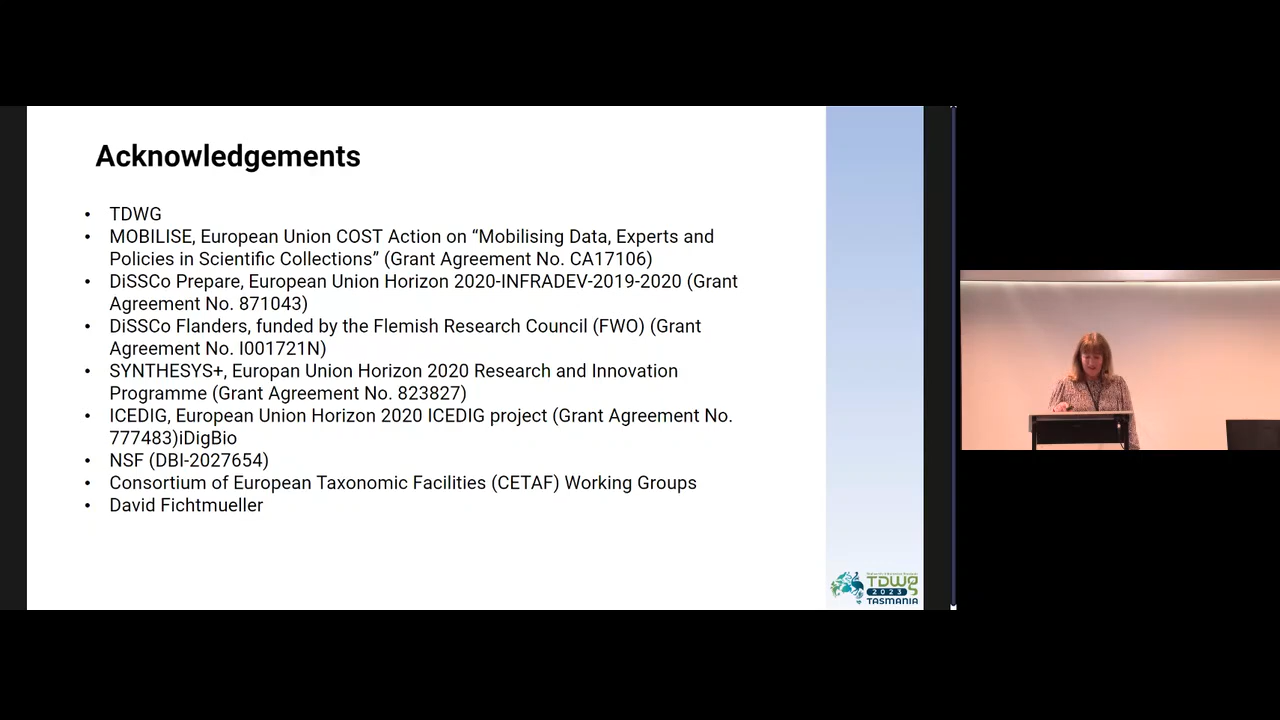 Acknowledgements
• TDWG
• MOBILISE, European Union COST Action on “Mobilising Data, Experts and
Policies in Scientific Collections” (Grant Agreement No. CA17106)
• DiSSCo Prepare, European Union Horizon 2020-INFRADEV-2019-2020 (Grant
Agreement No. 871043)
• DiSSCo Flanders, funded by the Flemish Research Council (FWO) (Grant
Agreement No. I001721N)
• SYNTHESYS+, Europan Union Horizon 2020 Research and Innovation
Programme (Grant Agreement No. 823827)
• ICEDIG, European Union Horizon 2020 ICEDIG project (Grant Agreement No.
777483)iDigBio
• NSF (DBI-2027654)
• Consortium of European Taxonomic Facilities (CETAF) Working Groups
• David Fichtmueller
TDWG
2023
TASMANIA